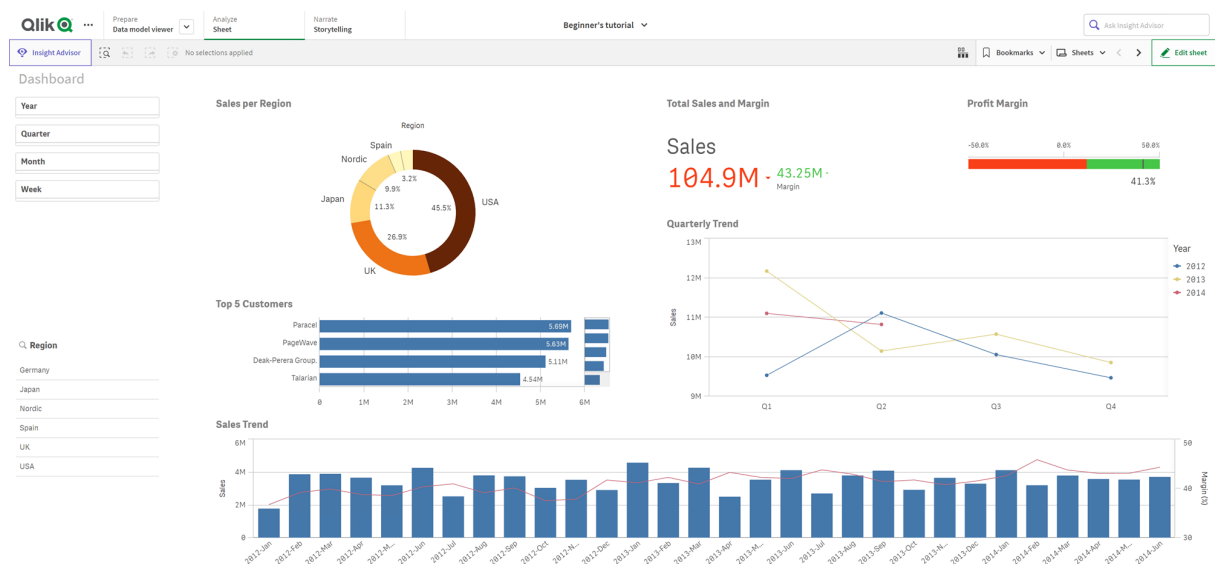 Qlik Q ••• Prepare Data model viewer Analyze Sheet Narrate Storytelling Beginner's tutorial Ask Insight Advisor
Insight Advisor No selections applied Bookmarks Sheets Edit sheet
Dashboard
Year
Quarter
Month
Week
Region
Germany
Japan
Nordic
Spain
UK
USA
Sales per Region
Region
Spain
Nordic
Japan
UK
USA
3.2%
9.9%
11.3%
45.5%
26.9%
Top 5 Customers
Paracel 5.69M
PageWave 5.63M
Deak-Perera Group. 5.11M
Talarian 4.54M
0 1M 2M 3M 4M 5M 6M
Total Sales and Margin
Sales
104.9M 43.25M
Margin
Profit Margin
-50.0% 0.0% 50.0%
41.3%
Quarterly Trend
Sales
13M
12M
11M
10M
9M
Q1 Q2 Q3 Q4
Year
2012
2013
2014
Sales Trend
Sales
6M
4M
2M
0
50
40
30
Margin (%)
2012-Jan 2012-Feb 2012-Mar 2012-Apr 2012-M... 2012-Jun 2012-Jul 2012-Aug 2012-Sep 2012-Oct 2012-N... 2012-Dec 2013-Jan 2013-Feb 2013-Mar 2013-Apr 2013-M... 2013-Jun 2013-Jul 2013-Aug 2013-Sep 2013-Oct 2013-N... 2013-Dec 2014-Jan 2014-Feb 2014-Mar 2014-Apr 2014-M... 2014-Jun